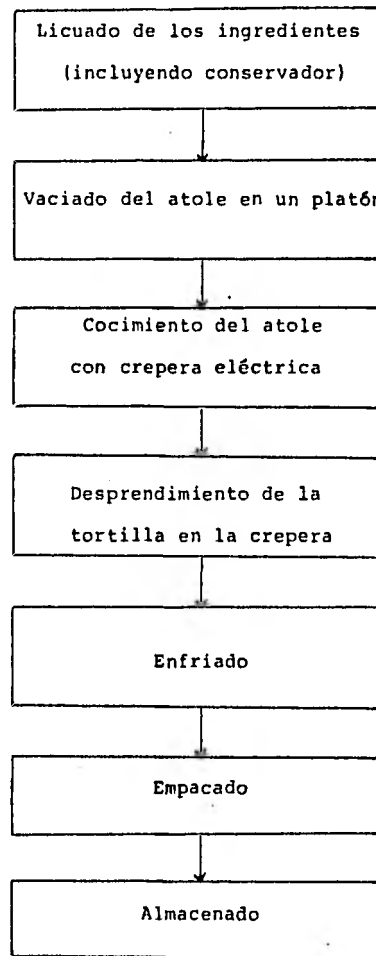 Licuado de los ingredientes
(incluyendo conservador)
Vaciado del atole en un platón
Cocimiento del atole
con crepera eléctrica
Desprendimiento de la
tortilla en la crepera
Enfriado
Empacado
Almacenado